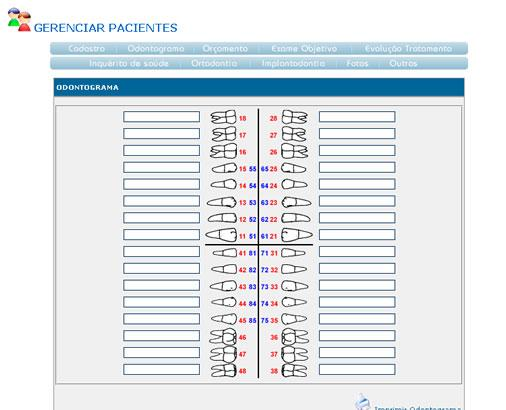 GERENCIAR PACIENTES
Cadastro | Odontograma | Orçamento | Exame Objetivo | Evolução Tratamento
Inquérito de saúde | Ortodontia | Implantodontia | Fotos | Outros
ODONTOGRAMA
18 28
17 27
16 26
15 55 65 25
14 54 64 24
13 53 63 23
12 52 62 22
11 51 61 21
41 81 71 31
42 82 72 32
43 83 73 33
44 84 74 34
45 85 75 35
46 36
47 37
48 38
Imprimir Odontograma